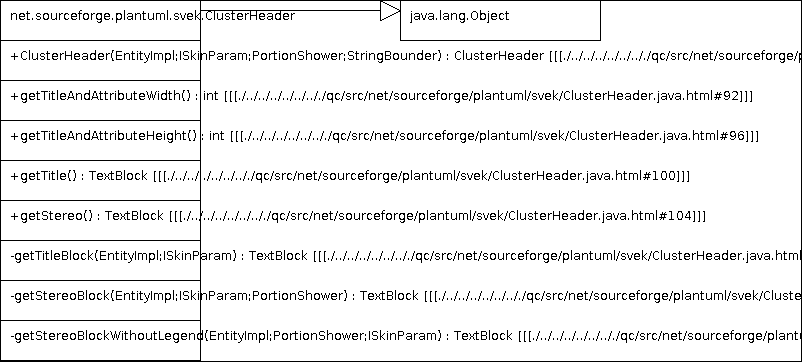 net.sourceforge.plantuml.svek.ClusterHeader
java.lang.Object
+ClusterHeader(EntityImpl;ISkinParam;PortionShower;StringBounder) : ClusterHeader [[[./../../../../../../qc/src/net/sourceforge/p
+getTitleAndAttributeWidth() : int [[[./../../../../../../qc/src/net/sourceforge/plantuml/svek/ClusterHeader.java.html#92]]]
+getTitleAndAttributeHeight() : int [[[./../../../../../../qc/src/net/sourceforge/plantuml/svek/ClusterHeader.java.html#96]]]
+getTitle() : TextBlock [[[./../../../../../../qc/src/net/sourceforge/plantuml/svek/ClusterHeader.java.html#100]]]
+getStereo() : TextBlock [[[./../../../../../../qc/src/net/sourceforge/plantuml/svek/ClusterHeader.java.html#104]]]
-getTitleBlock(EntityImpl;ISkinParam) : TextBlock [[[./../../../../../../qc/src/net/sourceforge/plantuml/svek/ClusterHeader.java.html
-getStereoBlock(EntityImpl;ISkinParam;PortionShower) : TextBlock [[[./../../../../../../qc/src/net/sourceforge/plantuml/svek/Cluste
-getStereoBlockWithoutLegend(EntityImpl;PortionShower;ISkinParam) : TextBlock [[[./../../../../../../qc/src/net/sourceforge/plant